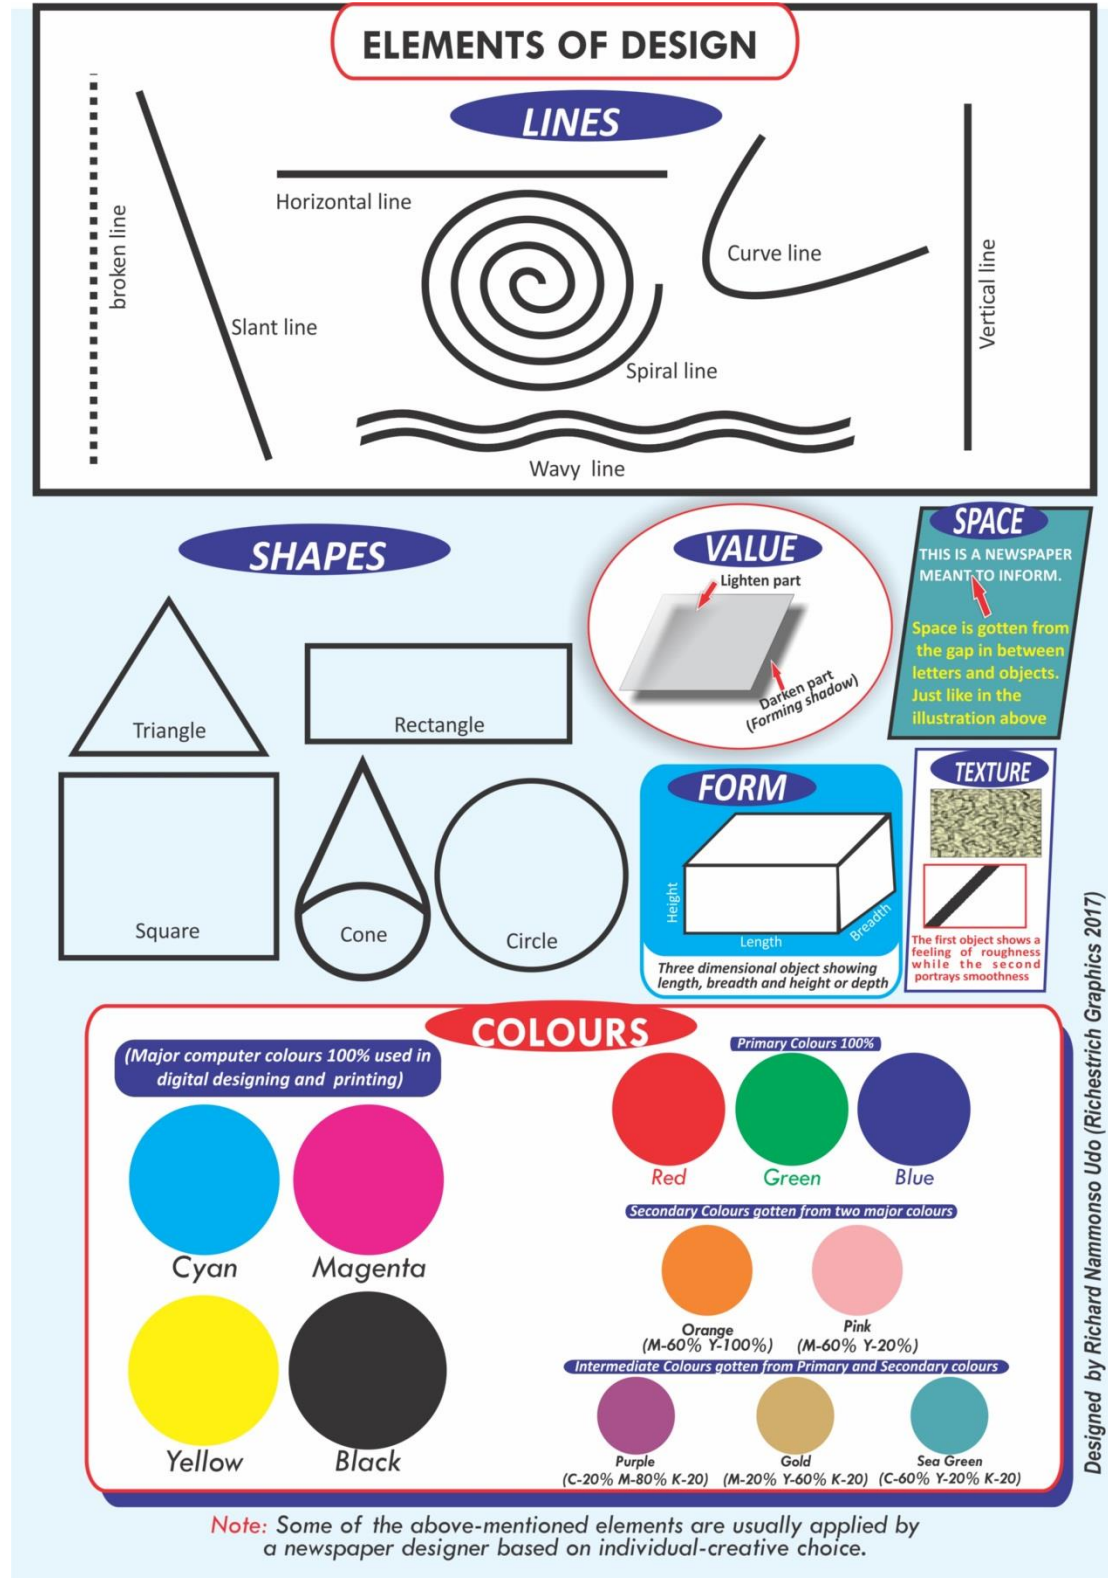 ELEMENTS OF DESIGN
LINES
broken line
Slant line
Horizontal line
Spiral line
Curve line
Vertical line
Wavy line
SHAPES
Triangle
Rectangle
Square
Cone
Circle
VALUE
Lighten part
Darken part
(Forming shadow)
SPACE
THIS IS A NEWSPAPER
MEANT TO INFORM.
Space is gotten from
the gap in between
letters and objects.
Just like in the
illustration above
FORM
Height
Length
Breadth
Three dimensional object showing
length, breadth and height or depth
TEXTURE
The first object shows a
feeling of roughness
while the second
portrays smoothness
COLOURS
(Major computer colours 100% used in
digital designing and printing)
Cyan
Magenta
Yellow
Black
Primary Colours 100%
Red
Green
Blue
Secondary Colours gotten from two major colours
Orange
(M-60% Y-100%)
Pink
(M-60% Y-20%)
Intermediate Colours gotten from Primary and Secondary colours
Purple
(C-20% M-80% K-20)
Gold
(M-20% Y-60% K-20)
Sea Green
(C-60% Y-20% K-20)
Note: Some of the above-mentioned elements are usually applied by
a newspaper designer based on individual-creative choice.
Designed by Richard Nammonso Udo (Richestrich Graphics 2017)